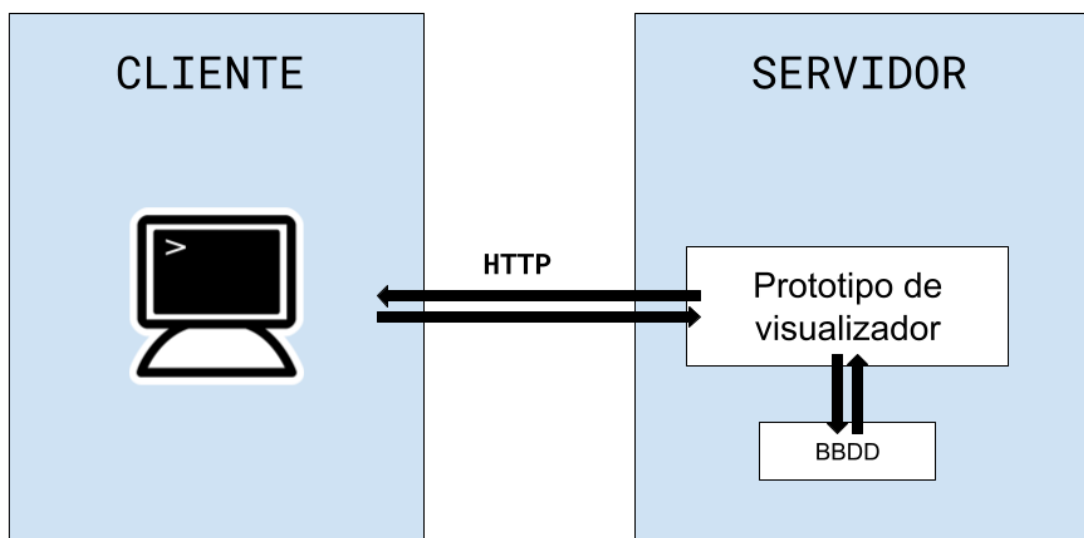 CLIENTE
SERVIDOR
>
HTTP
Prototipo de
visualizador
BBDD